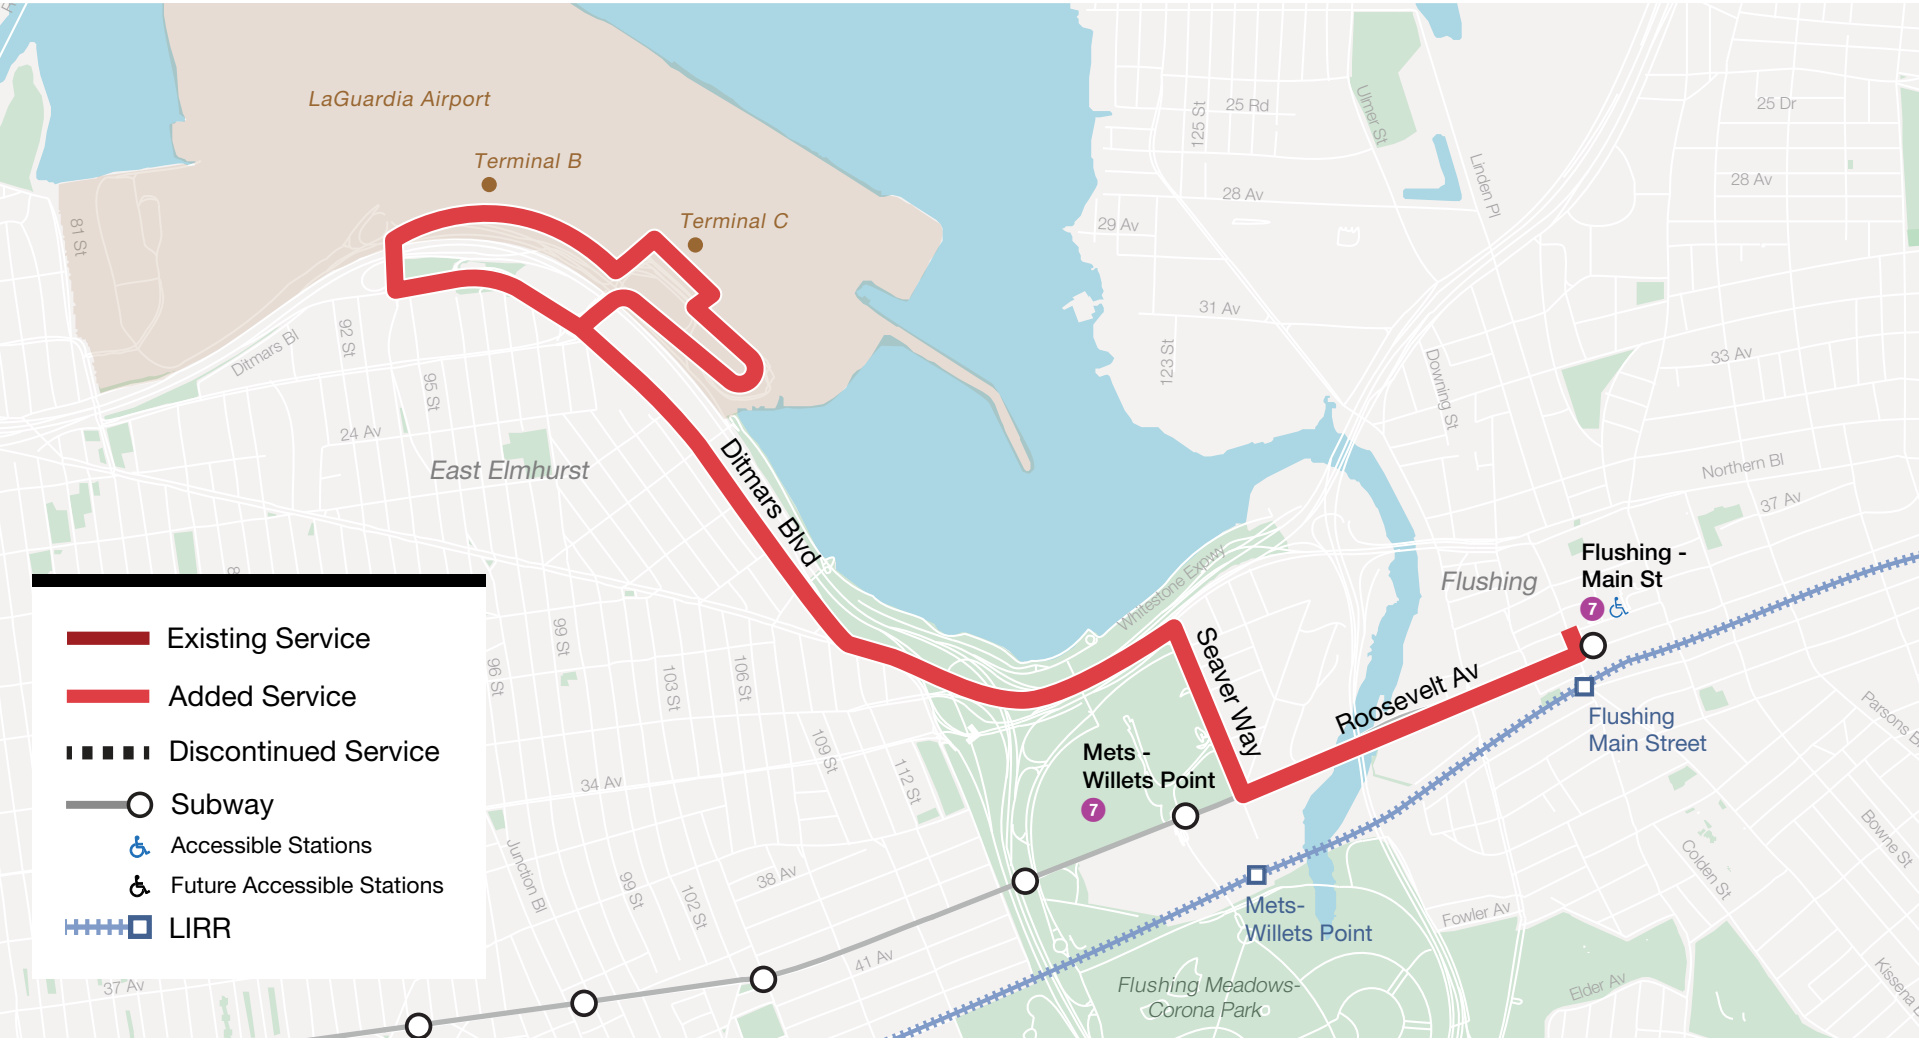 LaGuardia Airport
Terminal B
Terminal C
81 St
Ditmars Bl
92 St
95 St
24 Av
East Elmhurst
Ditmars Blvd
125 St
25 Rd
Ulmer St
25 Dr
Linden Pl
28 Av
28 Av
29 Av
31 Av
123 St
Downing St
33 Av
Northern Bl
37 Av
Whitestone Expwy
Flushing
Flushing -
Main St
7
Seaver Way
Roosevelt Av
Flushing
Main Street
Parsons B
Mets -
Willets Point
7
Mets-
Willets Point
Fowler Av
Colden St
Bowne St
Kissena
Elder Av
Flushing Meadows-
Corona Park
8
99 St
96 St
103 St
106 St
109 St
112 St
34 Av
Junction Bl
99 St
102 St
38 Av
41 Av
37 Av
Existing Service
Added Service
Discontinued Service
Subway
Accessible Stations
Future Accessible Stations
LIRR